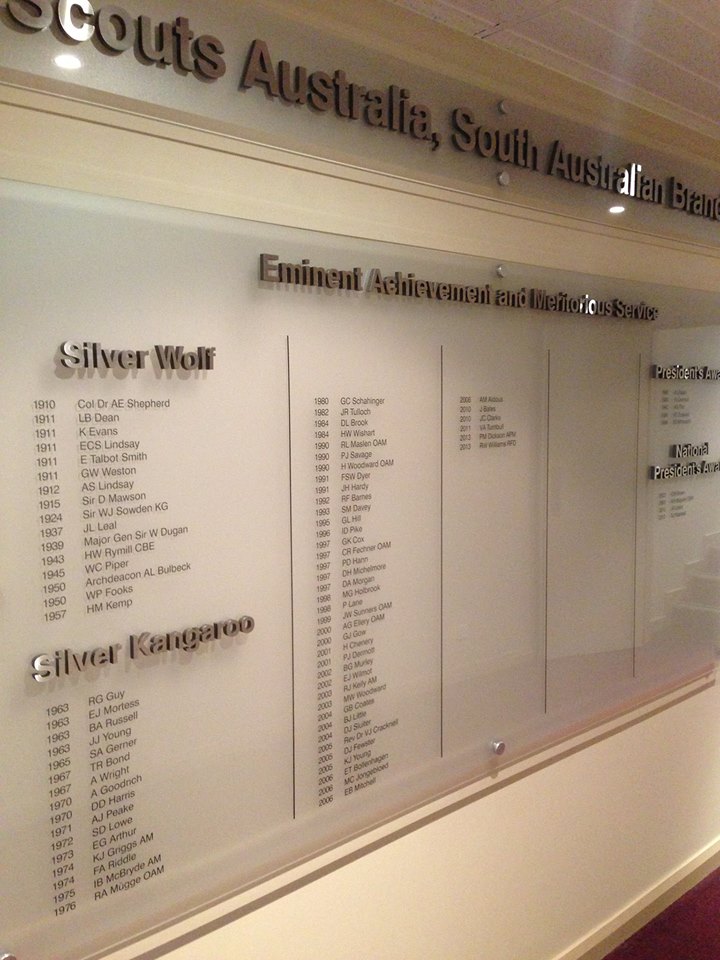 Scouts Australia, South Australian Branc
Eminent Achievement and Meritorious Service
Silver Wolf
1910 Col Dr AE Shepherd
1911 LB Dean
1911 K Evans
1911 ECS Lindsay
1911 E Talbot Smith
1911 GW Weston
1912 AS Lindsay
1915 Sir D Mawson
1924 Sir WJ Sowden KG
1937 JL Leal
1939 Major Gen Sir W Dugan
1943 HW Rymill CBE
1945 WC Piper
1950 Archdeacon AL Bulbeck
1950 WP Fooks
1957 HM Kemp
Silver Kangaroo
1963 RG Guy
1963 EJ Mortess
1963 BA Russell
1963 JJ Young
1965 SA Gerner
1967 TR Bond
1967 A Wright
1970 A Goodrich
1970 DD Harris
1971 AJ Peake
1972 SD Lowe
1973 EG Arthur
1974 KJ Griggs AM
1974 FA Riddle
1975 IB McBryde AM
1976 RA Mügge OAM
1980 GC Schahinger
1982 JR Tulloch
1984 DL Brook
1984 HW Wishart
1990 RL Maslen OAM
1990 PJ Savage
1990 H Woodward OAM
1991 FSW Dyer
1991 JH Hardy
1992 RF Barnes
1993 SM Davey
1995 GL Hill
1996 ID Pike
1997 GK Cox
1997 CR Fechner OAM
1997 PD Hann
1997 DH Michelmore
1997 DA Morgan
1998 MG Holbrook
1998 P Lane
1999 JW Sunners OAM
2000 AG Ellery OAM
2000 GJ Gow
2001 H Chenery
2001 PJ Dermott
2002 BG Murley
2002 EJ Wilmot
2003 RJ Kelly AM
2003 MW Woodward
2004 GB Coates
2004 BJ Little
2004 DJ Sluiter
2005 Rev Dr VJ Cracknell
2005 DJ Fewster
2005 KJ Young
2006 ET Bottenhagen
2006 MC Jongebloed
2006 EB Mitchell
2006 AM Aldous
2010 J Bates
2010 JC Clarke
2011 VA Turnbull
2013 PM Dickson APM
2013 RW Williams RFD
President's Awa
National
President's Awa